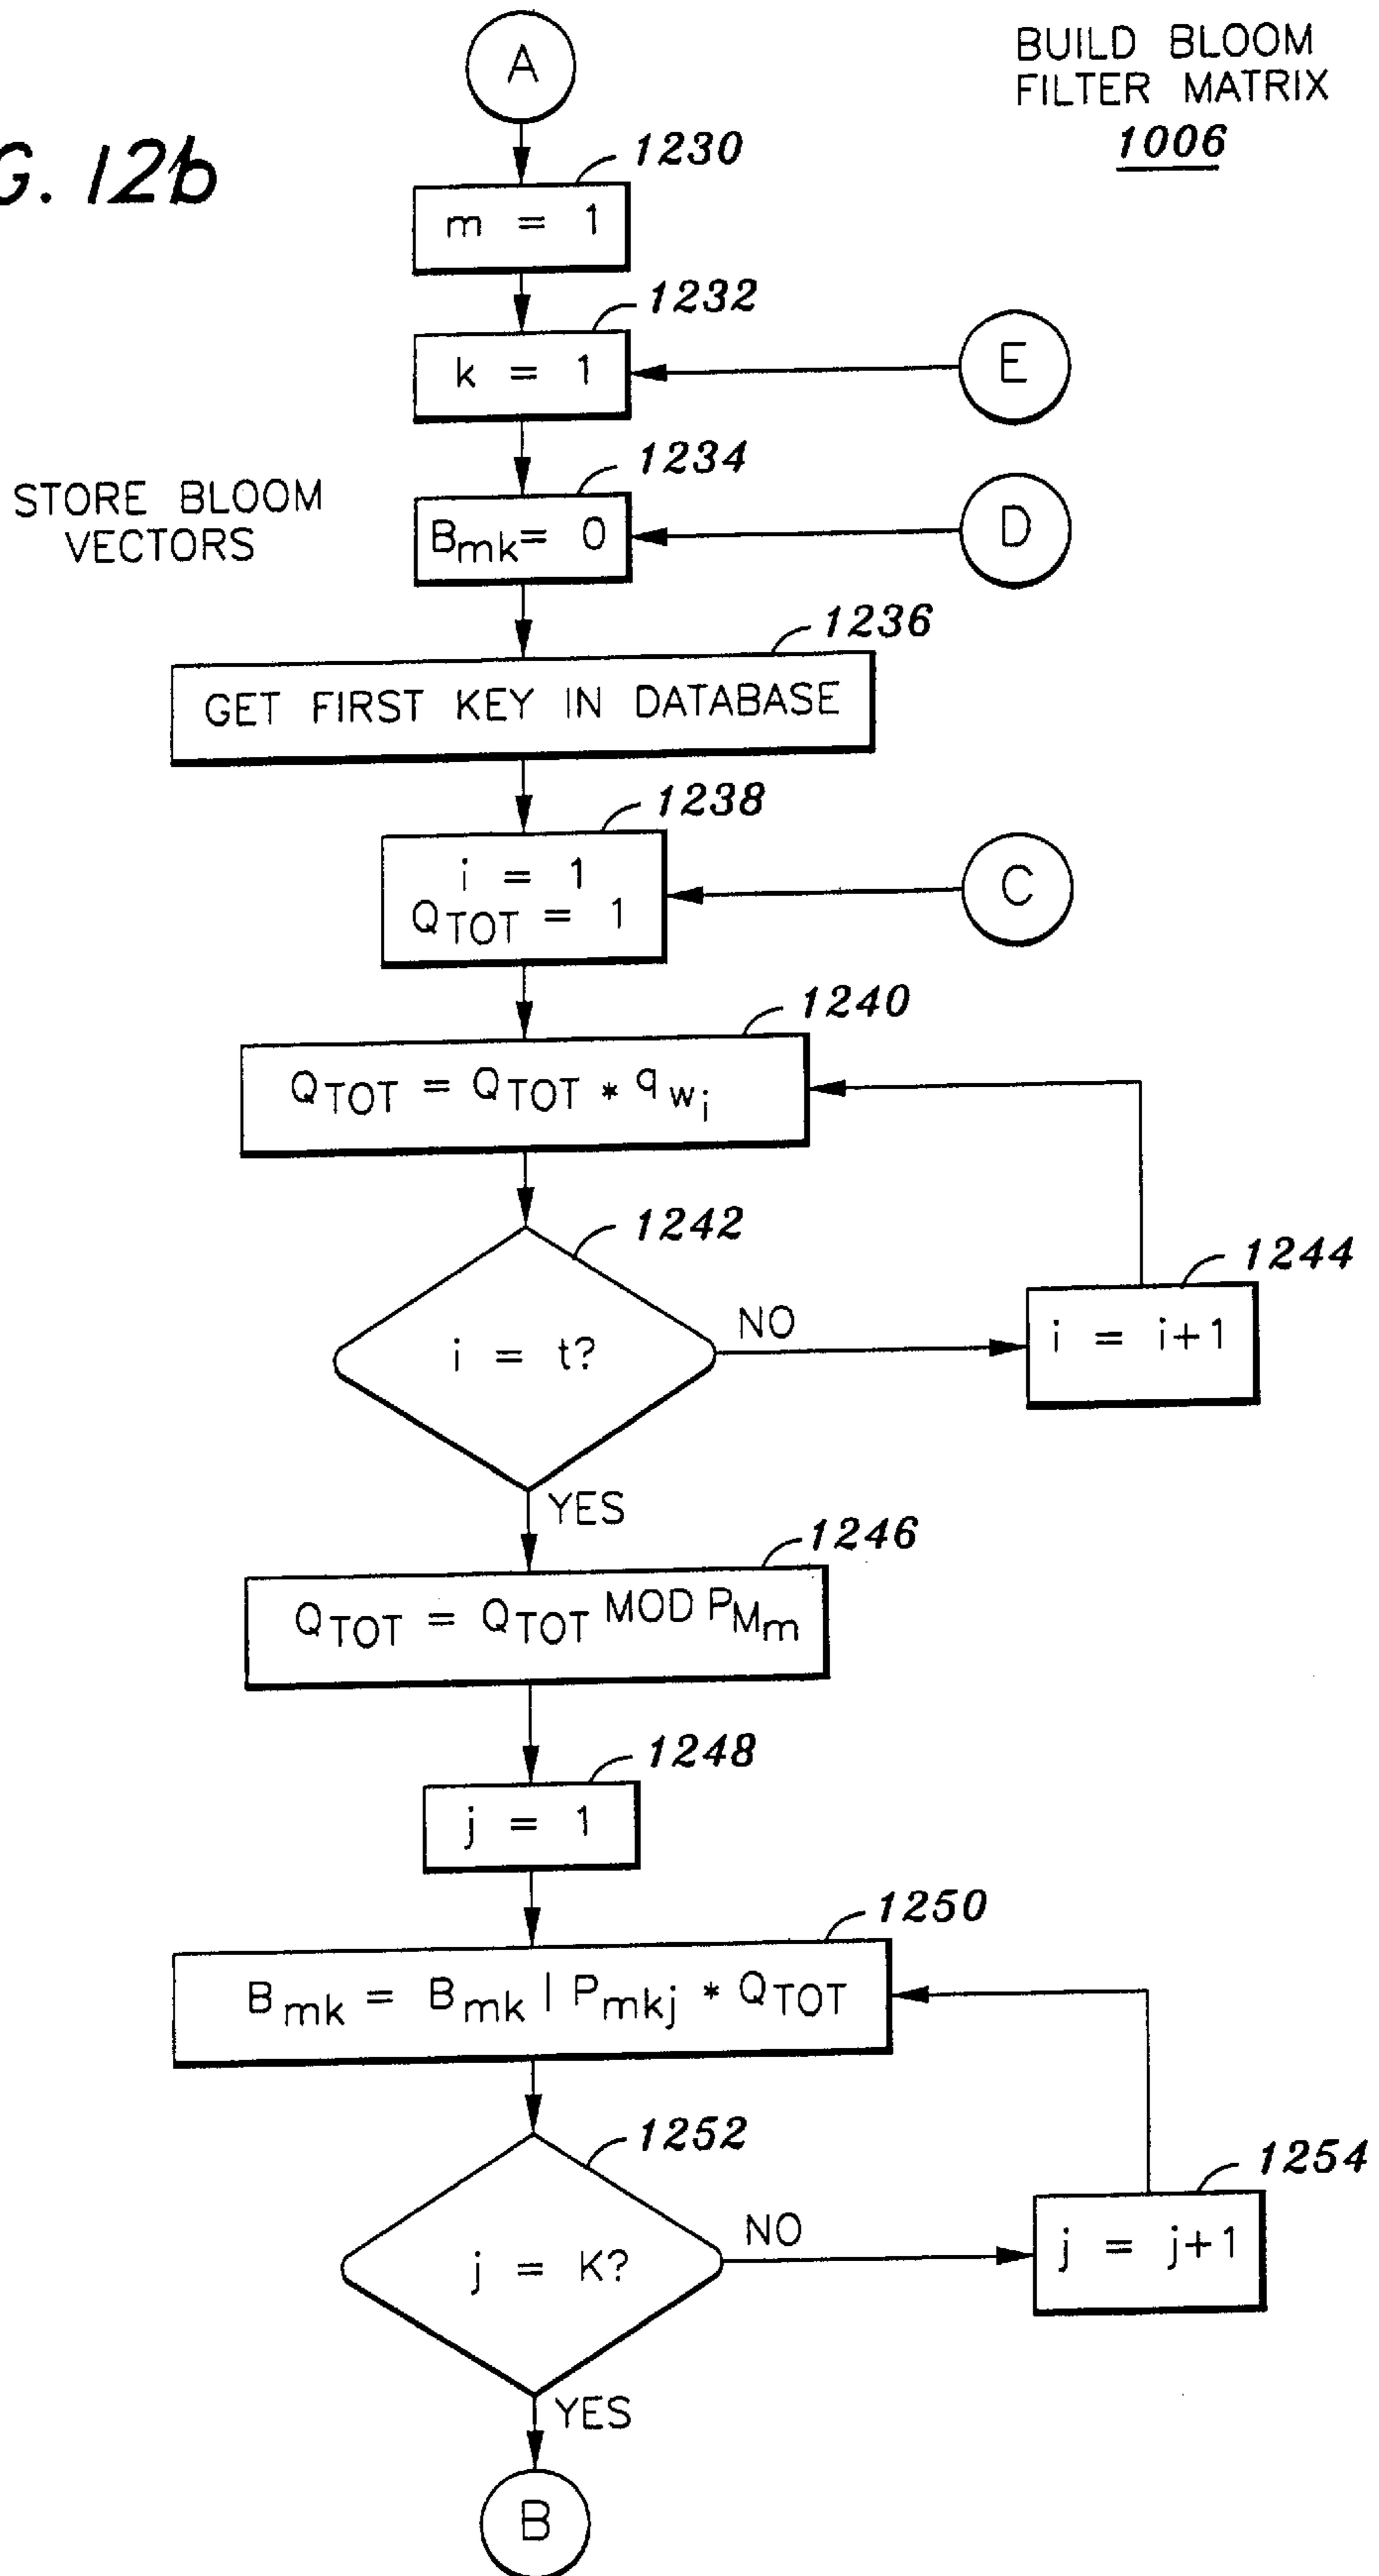 A
BUILD BLOOM
FILTER MATRIX
1006
G. 12b
1230
m = 1
1232
k = 1
E
STORE BLOOM
VECTORS
1234
Bmk= 0
D
1236
GET FIRST KEY IN DATABASE
1238
i = 1
QTOT = 1
C
1240
QTOT = QTOT * qwi
1242
i = t?
NO
1244
i = i+1
YES
1246
QTOT = QTOT MOD PMm
1248
j = 1
1250
Bmk = Bmk | Pmkj * QTOT
1252
j = K?
NO
1254
j = j+1
YES
B